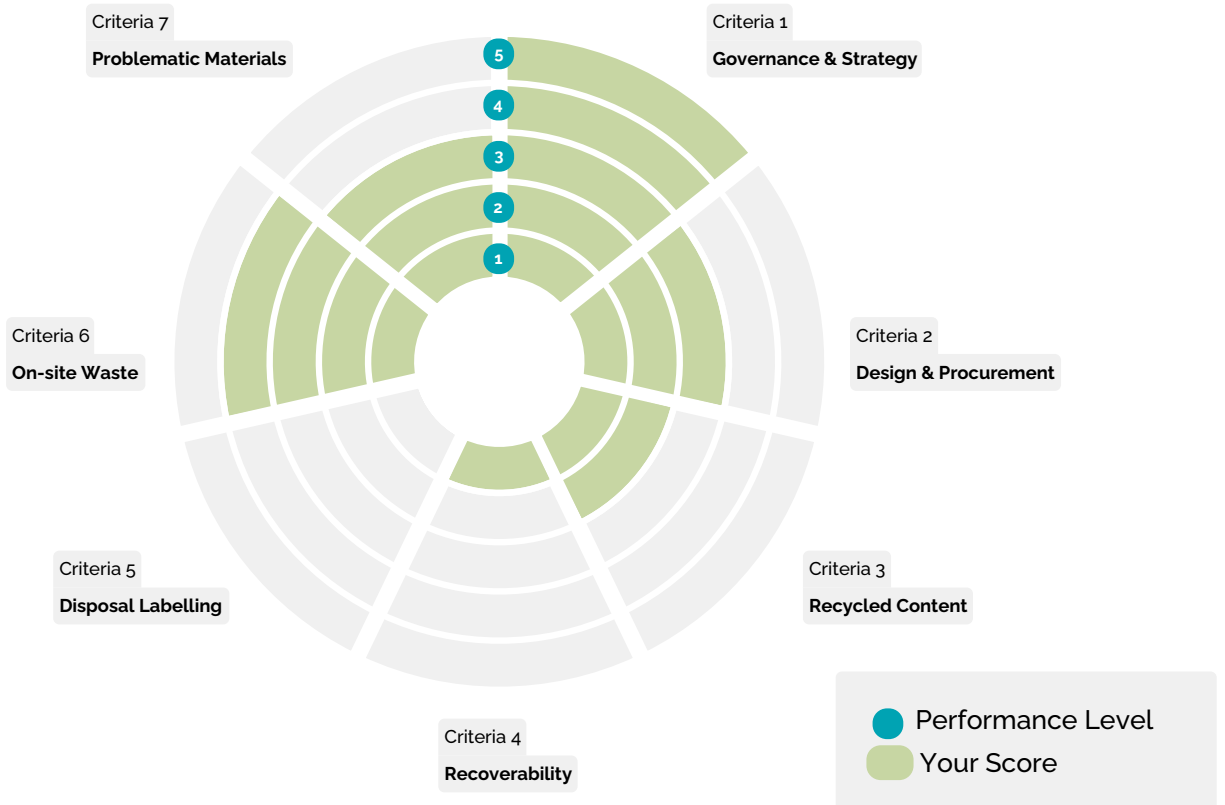 Criteria 7
Problematic Materials
Criteria 1
Governance & Strategy
5
4
3
2
1
Criteria 6
On-site Waste
Criteria 2
Design & Procurement
Criteria 5
Disposal Labelling
Criteria 3
Recycled Content
Criteria 4
Recoverability
Performance Level
Your Score